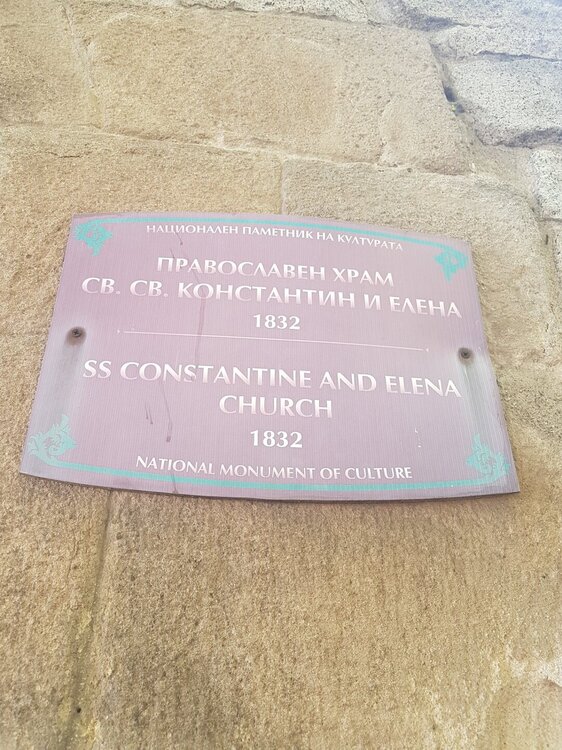 НАЦИОНАЛЕН ПАМЕТНИК НА КУЛТУРАТА
ПРАВОСЛАВЕН ХРАМ
СВ. СВ. КОНСТАНТИН И ЕЛЕНА
1832
SS CONSTANTINE AND ELENA
CHURCH
1832
NATIONAL MONUMENT OF CULTURE